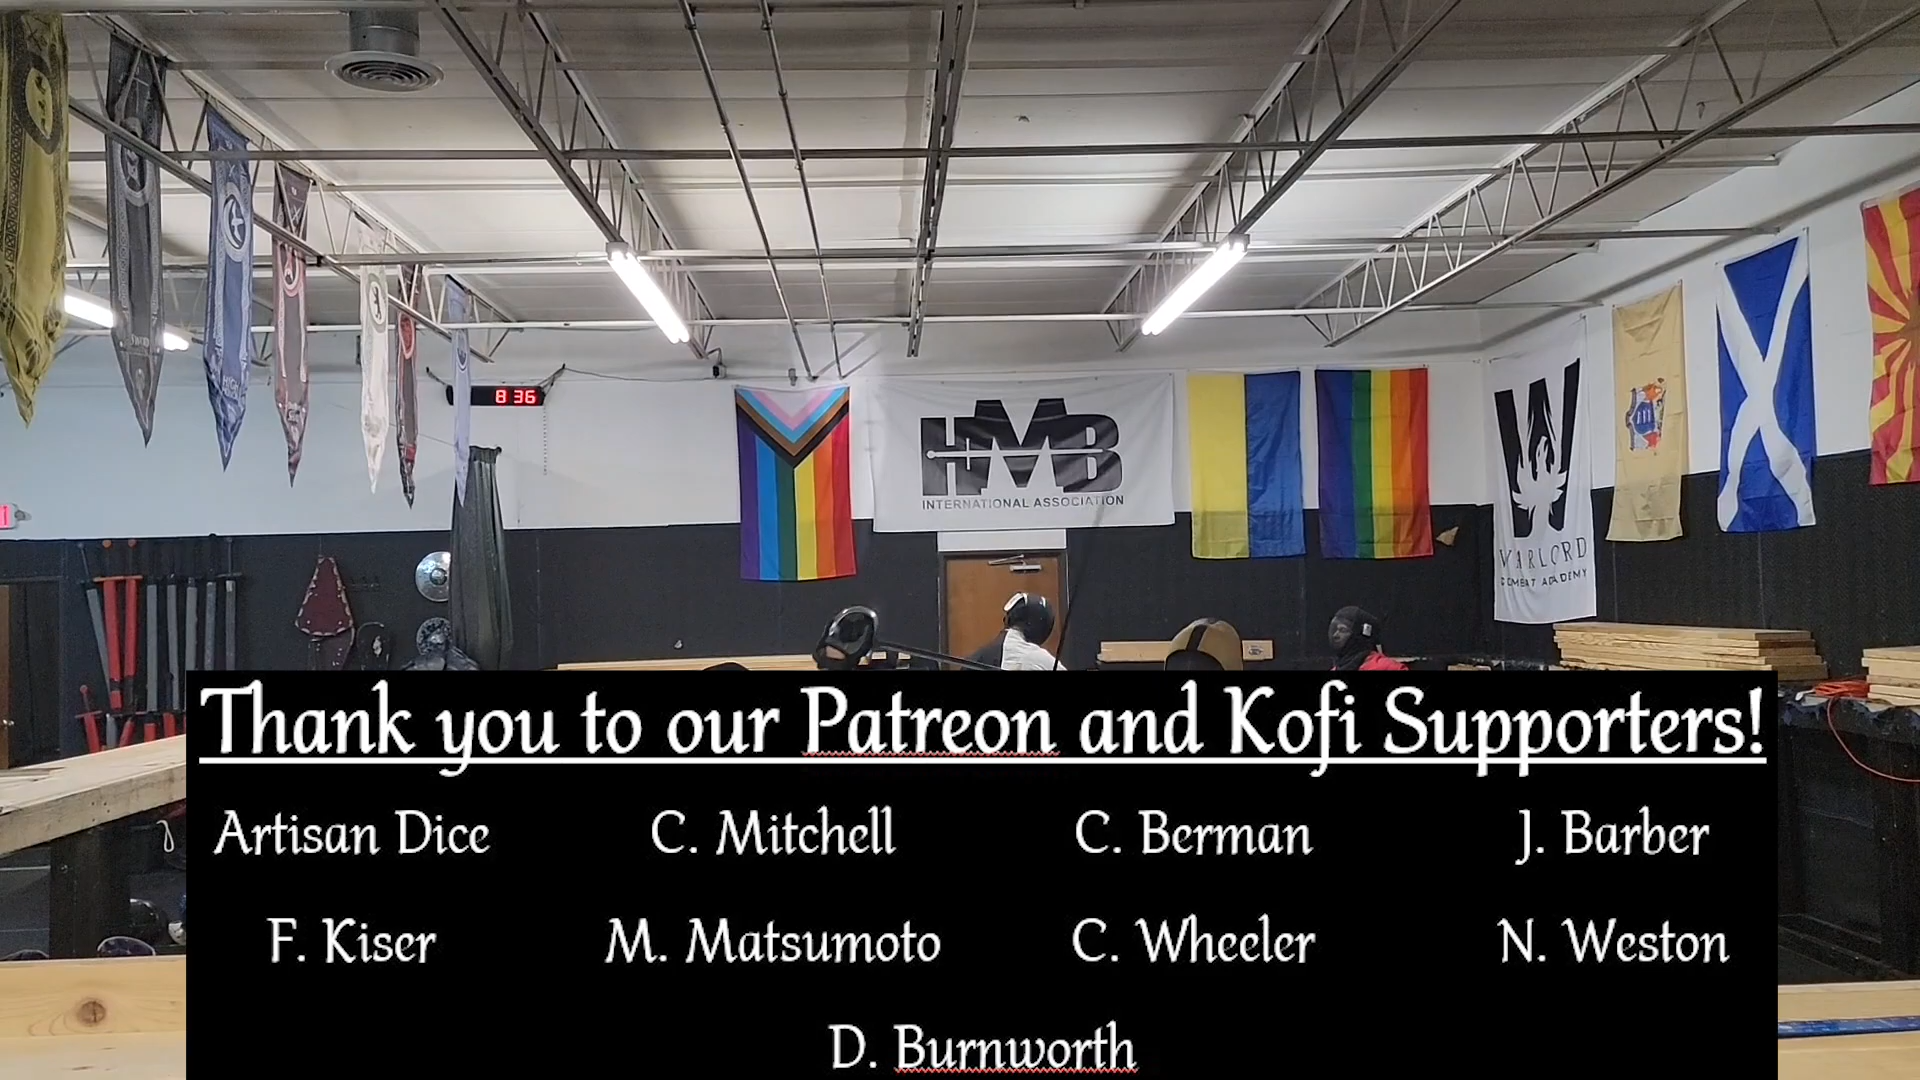 8 36
HMB
INTERNATIONAL ASSOCIATION
W
WARLORD
COMBAT ACADEMY
Thank you to our Patreon and Kofi Supporters!
Artisan Dice C. Mitchell C. Berman J. Barber
F. Kiser M. Matsumoto C. Wheeler N. Weston
D. Burnworth